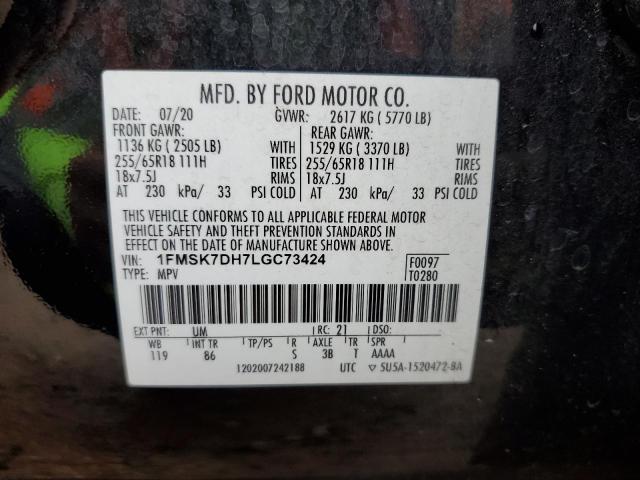 MFD. BY FORD MOTOR CO.
DATE: 07/20 GVWR: 2617 KG ( 5770 LB)
FRONT GAWR: REAR GAWR:
1136 KG ( 2505 LB) WITH 1529 KG ( 3370 LB) WITH
255/65R18 111H TIRES 255/65R18 111H TIRES
18x7.5J RIMS 18x7.5J RIMS
AT 230 kPa/ 33 PSI COLD AT 230 kPa/ 33 PSI COLD
THIS VEHICLE CONFORMS TO ALL APPLICABLE FEDERAL MOTOR
VEHICLE SAFETY AND THEFT PREVENTION STANDARDS IN
EFFECT ON THE DATE OF MANUFACTURE SHOWN ABOVE.
VIN: 1FMSK7DH7LGC73424 F0097
TYPE: MPV T0280
EXT PNT: UM RC: 21 DSO:
WB INT TR TP/PS R AXLE TR SPR
119 86 S 3B T AAAA
1202007242188 UTC ▽ 5U5A-1520472-BA